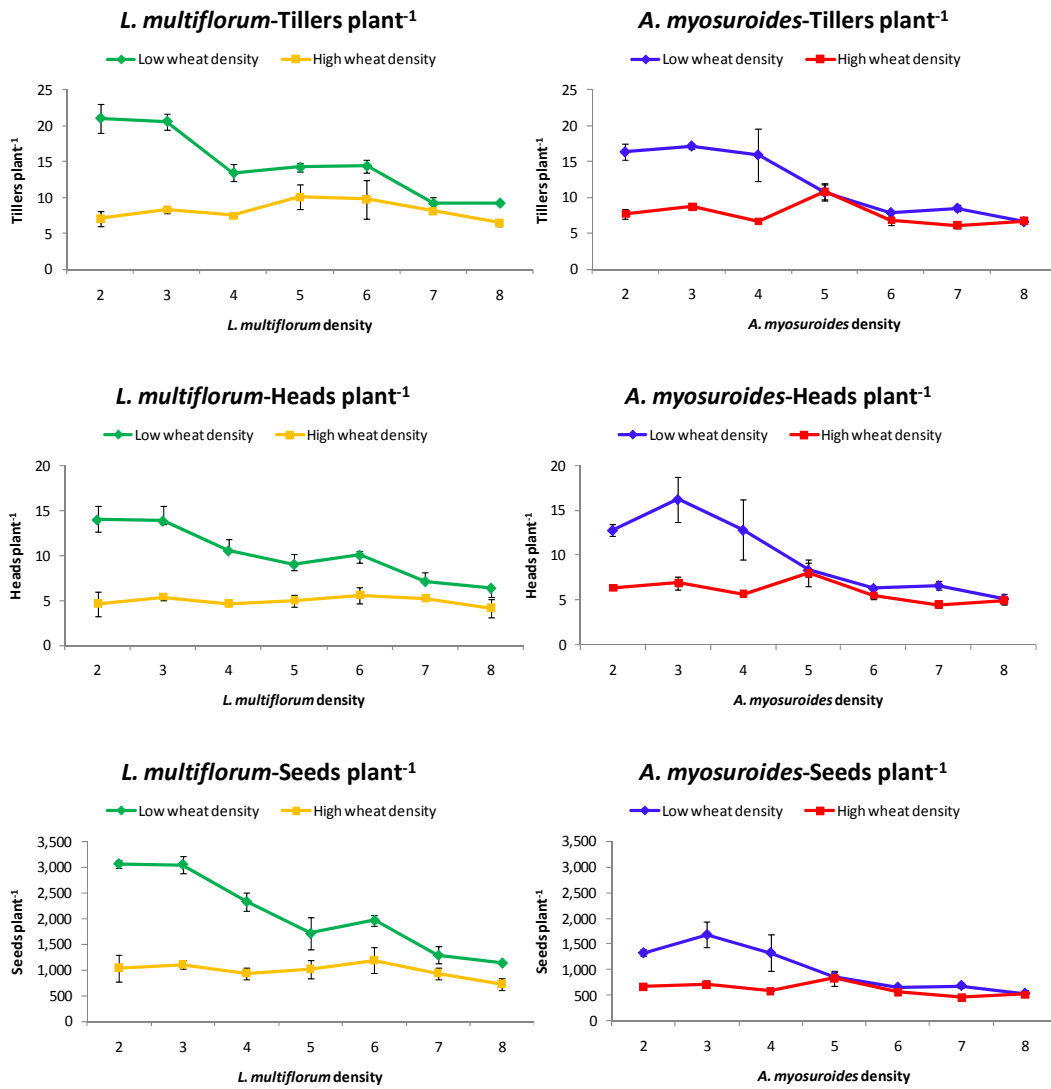 L. multiflorum-Tillers plant-1
Low wheat density High wheat density
Tillers plant-1
25
20
15
10
5
0
2 3 4 5 6 7 8
L. multiflorum density
A. myosuroides-Tillers plant-1
Low wheat density High wheat density
Tillers plant-1
25
20
15
10
5
0
2 3 4 5 6 7 8
A. myosuroides density
L. multiflorum-Heads plant-1
Low wheat density High wheat density
Heads plant-1
20
15
10
5
0
2 3 4 5 6 7 8
L. multiflorum density
A. myosuroides-Heads plant-1
Low wheat density High wheat density
Heads plant-1
20
15
10
5
0
2 3 4 5 6 7 8
A. myosuroides density
L. multiflorum-Seeds plant-1
Low wheat density High wheat density
Seeds plant-1
3,500
3,000
2,500
2,000
1,500
1,000
500
0
2 3 4 5 6 7 8
L. multiflorum density
A. myosuroides-Seeds plant-1
Low wheat density High wheat density
Seeds plant-1
3,500
3,000
2,500
2,000
1,500
1,000
500
0
2 3 4 5 6 7 8
A. myosuroides density